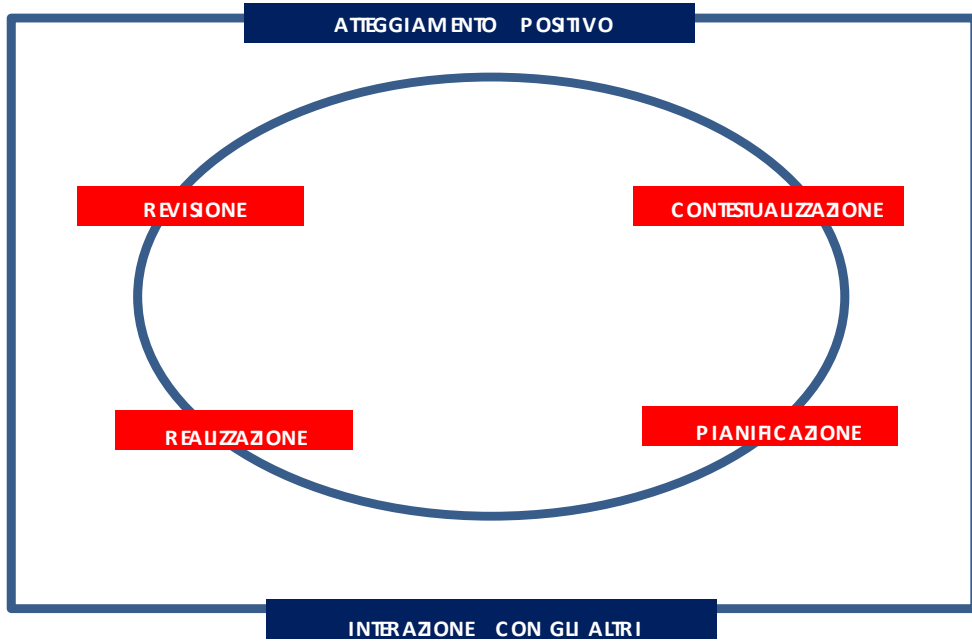 ATTEGGIAMENTO POSITIVO
REVISIONE
CONTESTUALIZZAZIONE
REALIZZAZIONE
PIANIFICAZIONE
INTERAZIONE CON GLI ALTRI